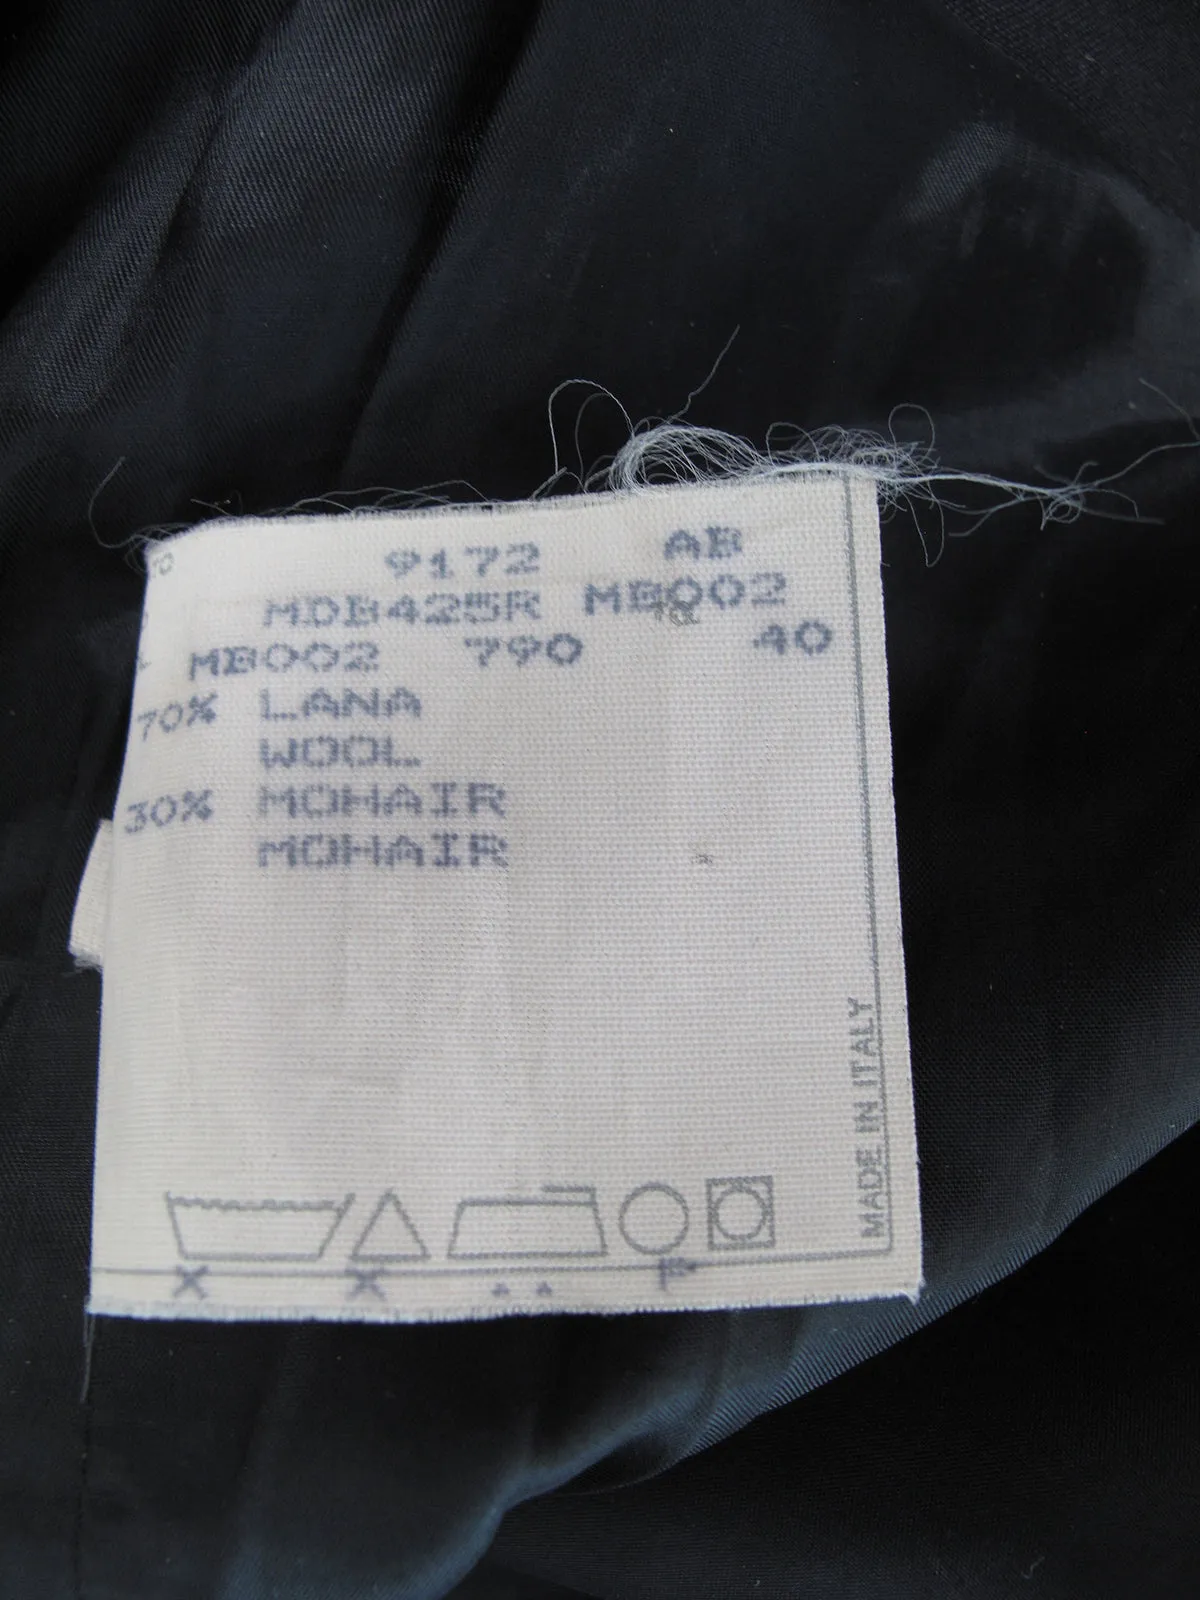 9172 AB
MDB425R MB002
MB002 790 40
70% LANA
WOOL
30% MOHAIR
MOHAIR
MADE IN ITALY
X X F